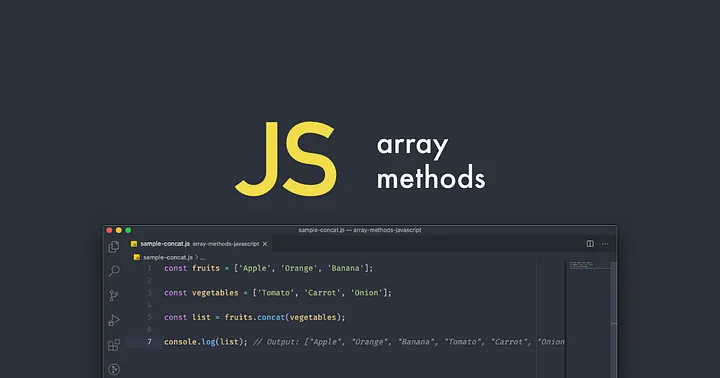 JS
array
methods
sample-concat.js — array-methods-javascript
sample-concat.js array-methods-javascript ×
sample-concat.js > ...
1 const fruits = ['Apple', 'Orange', 'Banana'];
2
3 const vegetables = ['Tomato', 'Carrot', 'Onion'];
4
5 const list = fruits.concat(vegetables);
6
7 console.log(list); // Output: ["Apple", "Orange", "Banana", "Tomato", "Carrot", "Onion